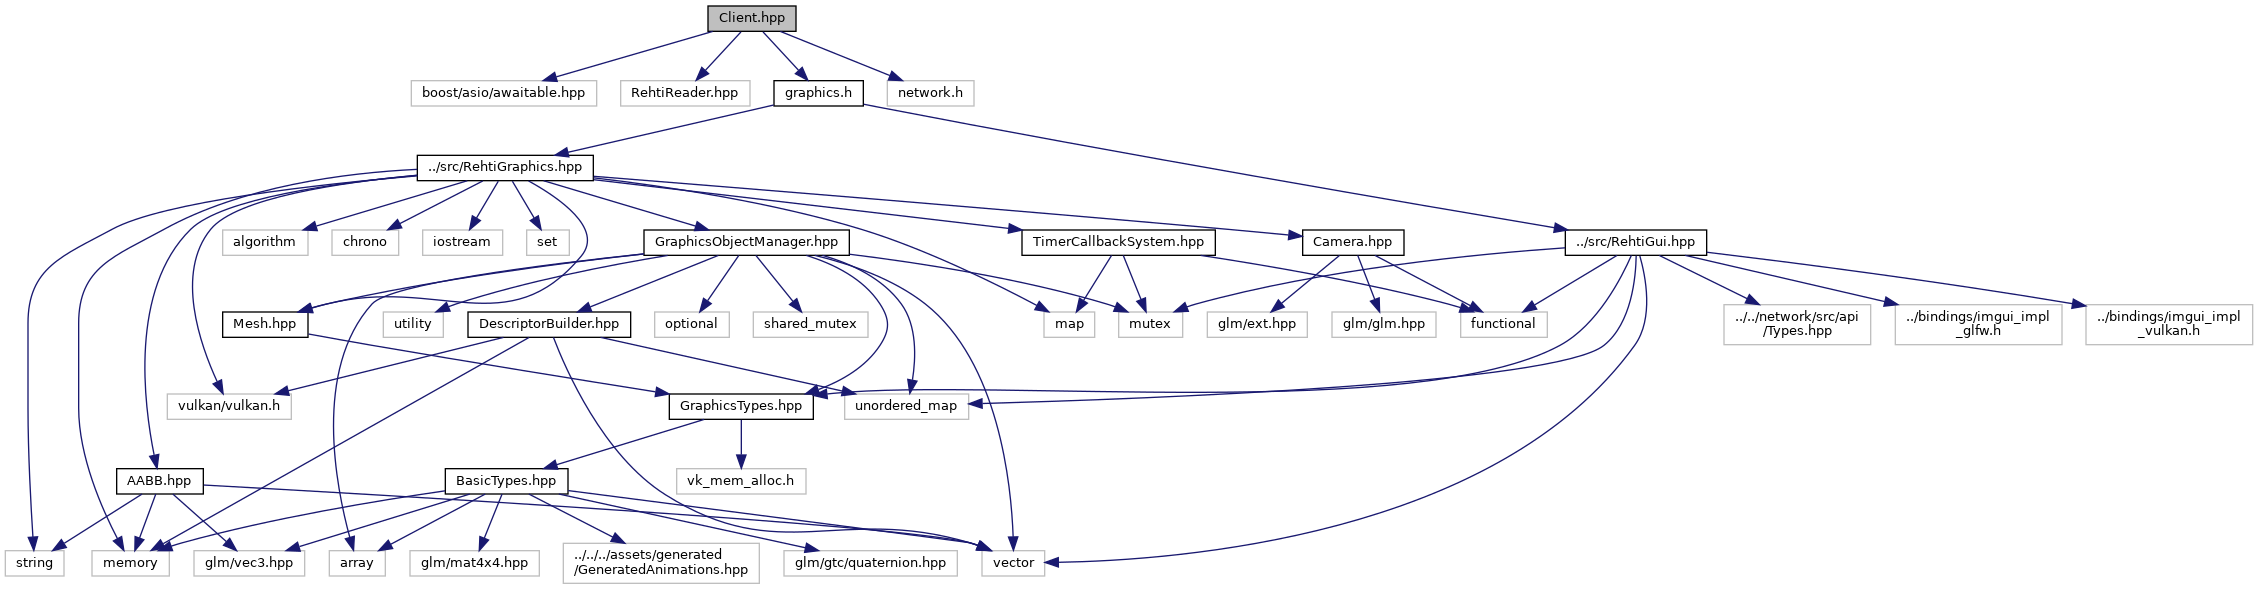 Client.hpp
boost/asio/awaitable.hpp
RehtiReader.hpp
graphics.h
network.h
../src/RehtiGraphics.hpp
algorithm
chrono
iostream
set
GraphicsObjectManager.hpp
TimerCallbackSystem.hpp
Camera.hpp
../src/RehtiGui.hpp
Mesh.hpp
utility
DescriptorBuilder.hpp
optional
shared_mutex
map
mutex
glm/ext.hpp
glm/glm.hpp
functional
../../network/src/api
/Types.hpp
../bindings/imgui_impl
_glfw.h
../bindings/imgui_impl
_vulkan.h
vulkan/vulkan.h
GraphicsTypes.hpp
unordered_map
AABB.hpp
BasicTypes.hpp
vk_mem_alloc.h
string
memory
glm/vec3.hpp
array
glm/mat4x4.hpp
../../../assets/generated
/GeneratedAnimations.hpp
glm/gtc/quaternion.hpp
vector